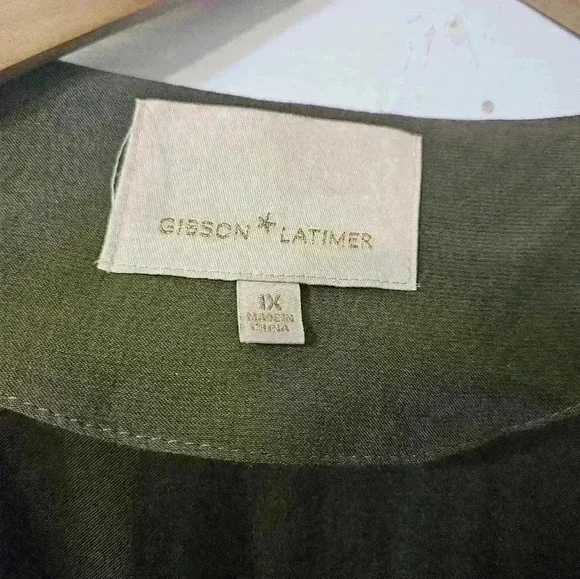 GIBSON * LATIMER
1X
MADE IN
CHINA